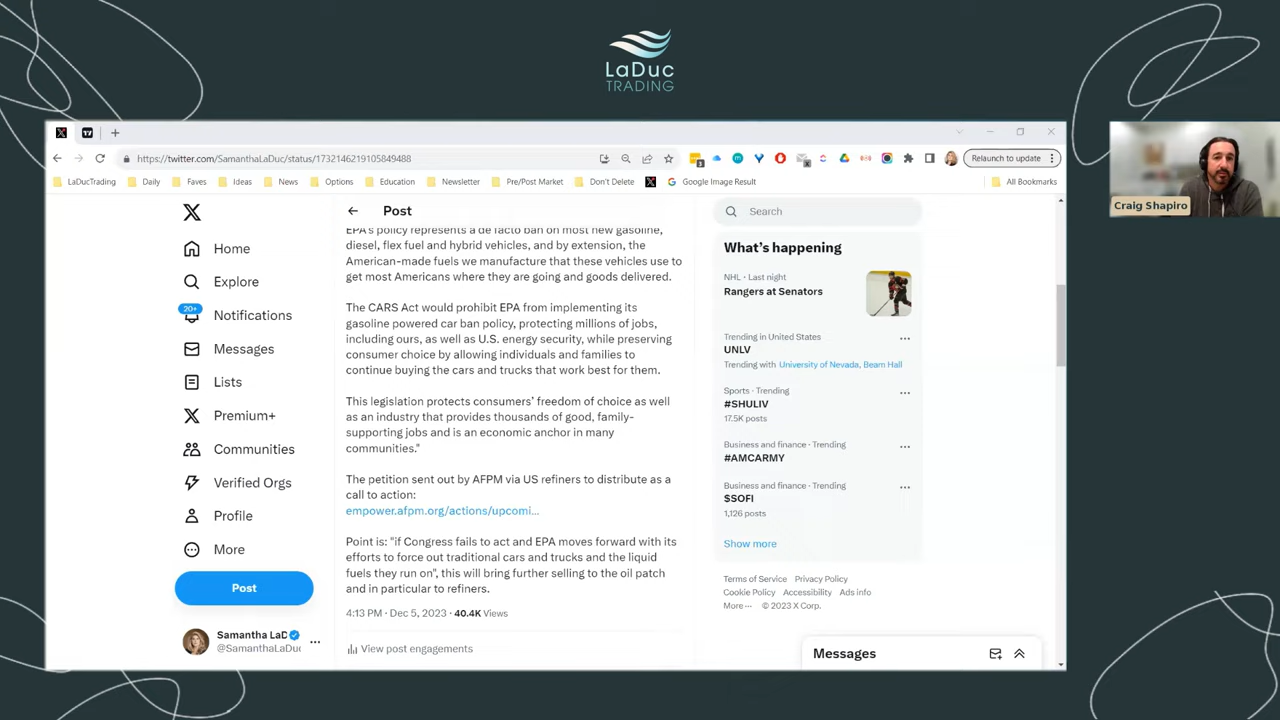 LaDuc
TRADING
https://twitter.com/SamanthaLaDuc/status/1732146219105849488
Relaunch to update
LaDucTrading
Daily
Faves
Ideas
News
Options
Education
Newsletter
Pre/Post Market
Don't Delete
Google Image Result
All Bookmarks
Craig Shapiro
Home
Explore
20+
Notifications
Messages
Lists
Premium+
Communities
Verified Orgs
Profile
More
Post
Samantha LaD
@SamanthaLaDuc
Post
EPA's policy represents a de facto ban on most new gasoline,
diesel, flex fuel and hybrid vehicles, and by extension, the
American-made fuels we manufacture that these vehicles use to
get most Americans where they are going and goods delivered.
The CARS Act would prohibit EPA from implementing its
gasoline powered car ban policy, protecting millions of jobs,
including ours, as well as U.S. energy security, while preserving
consumer choice by allowing individuals and families to
continue buying the cars and trucks that work best for them.
This legislation protects consumers' freedom of choice as well
as an industry that provides thousands of good, family-
supporting jobs and is an economic anchor in many
communities."
The petition sent out by AFPM via US refiners to distribute as a
call to action:
empower.afpm.org/actions/upcomi...
Point is: "if Congress fails to act and EPA moves forward with its
efforts to force out traditional cars and trucks and the liquid
fuels they run on", this will bring further selling to the oil patch
and in particular to refiners.
4:13 PM · Dec 5, 2023 · 40.4K Views
View post engagements
Search
What's happening
NHL · Last night
Rangers at Senators
Trending in United States
UNLV
Trending with University of Nevada, Beam Hall
Sports · Trending
#SHULIV
17.5K posts
Business and finance · Trending
#AMCARMY
Business and finance · Trending
$SOFI
1,126 posts
Show more
Terms of Service Privacy Policy
Cookie Policy Accessibility Ads info
More ··· © 2023 X Corp.
Messages